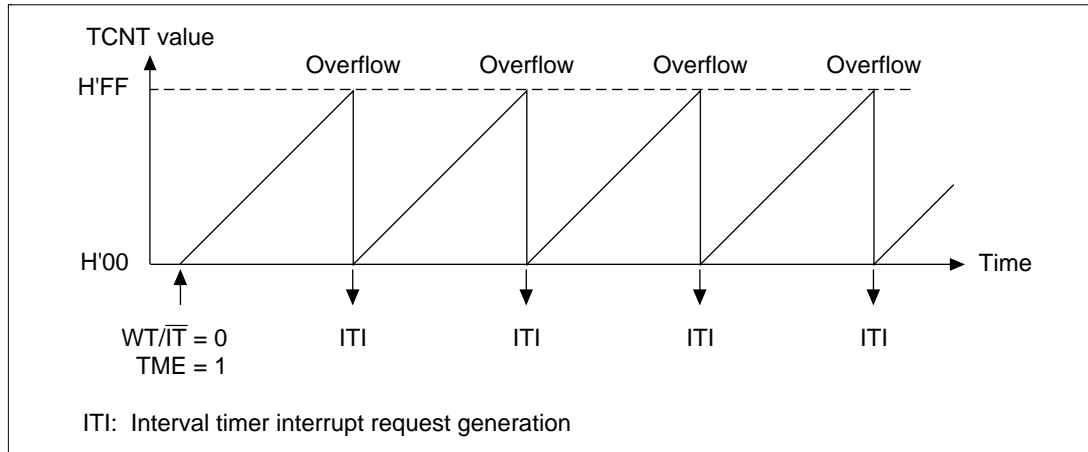 TCNT value
Overflow Overflow Overflow Overflow
H'FF
H'00
Time
WT/I̅T̅ = 0
TME = 1
ITI ITI ITI ITI
ITI: Interval timer interrupt request generation